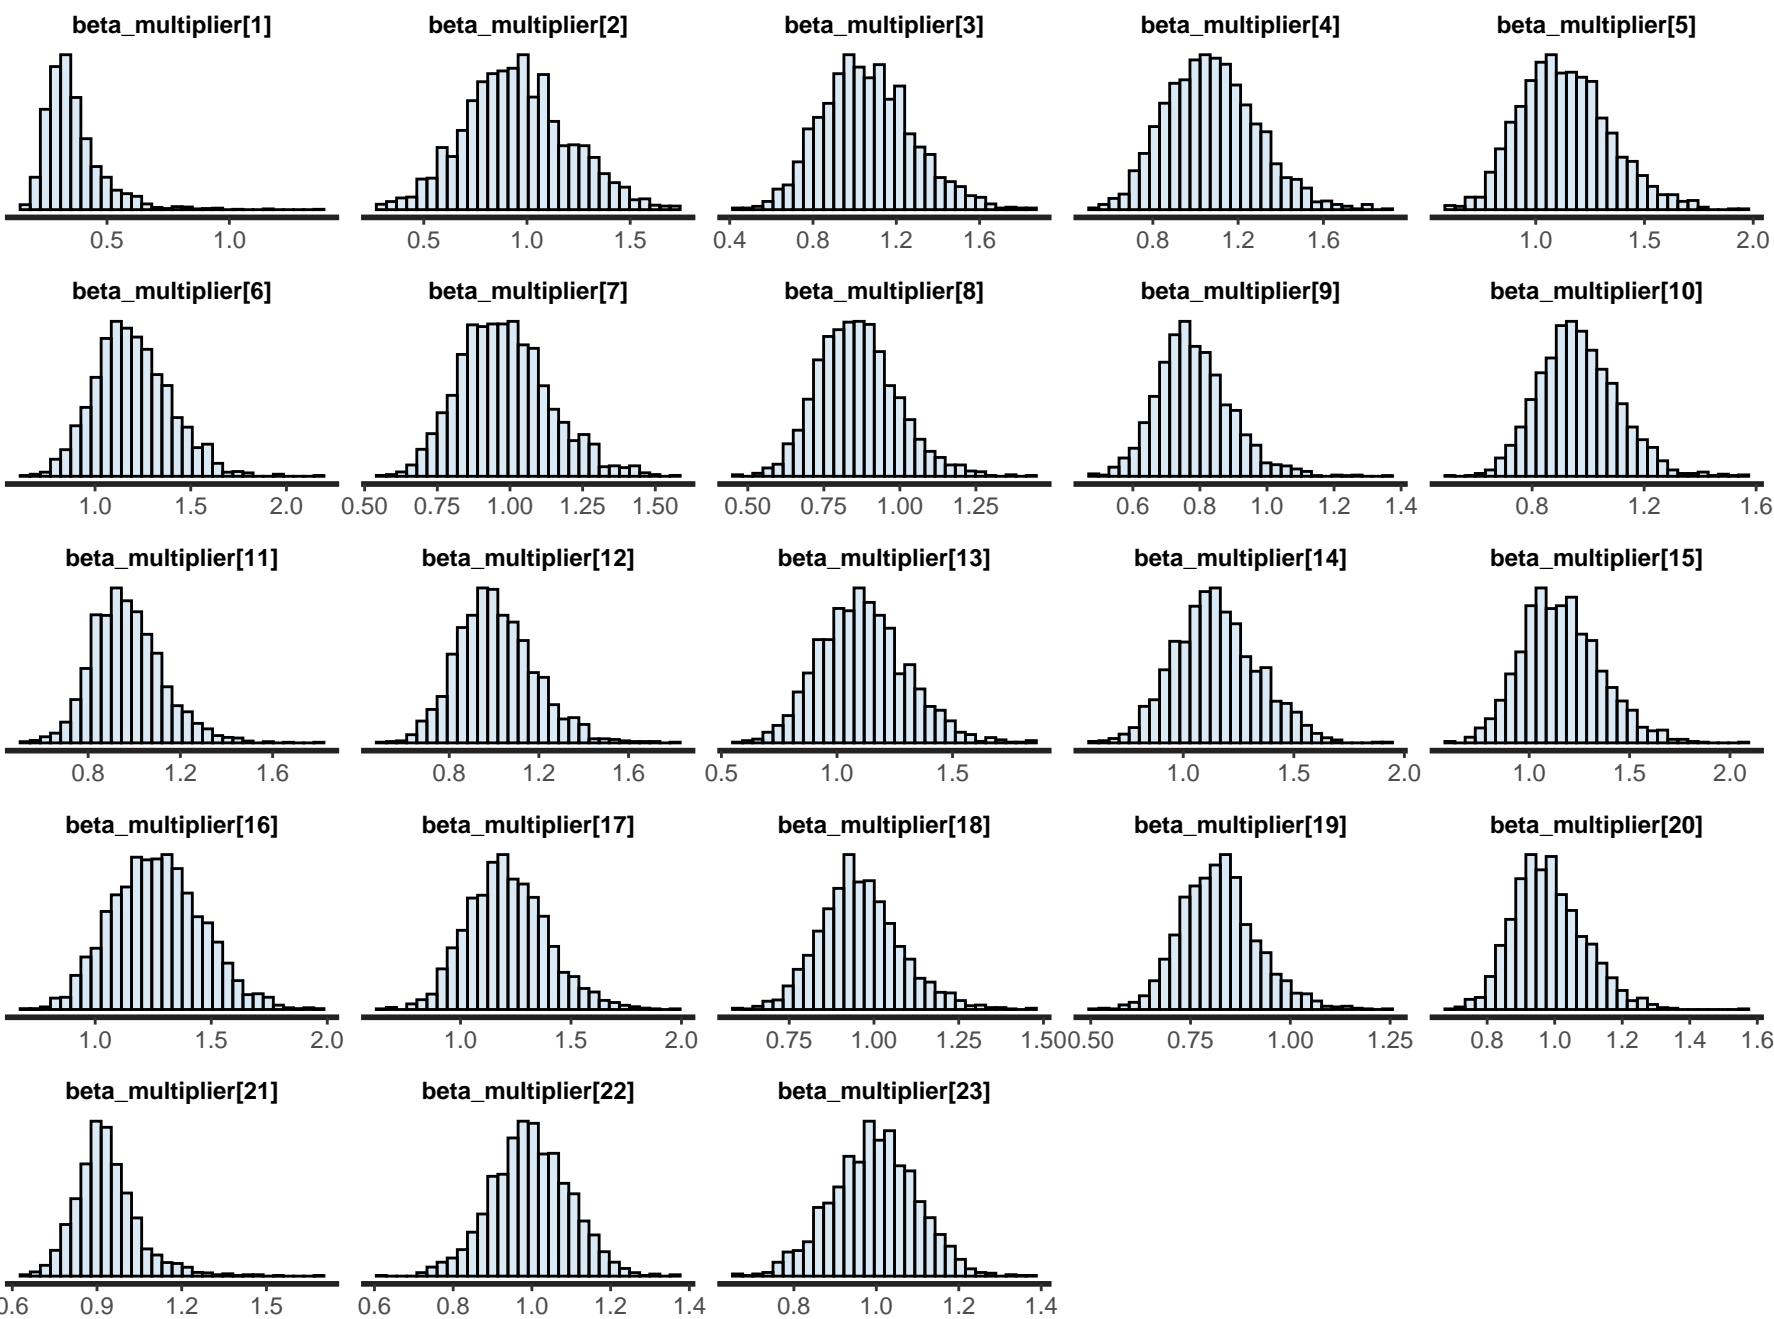 beta_multiplier[1] beta_multiplier[2] beta_multiplier[3] beta_multiplier[4] beta_multiplier[5]
0.5 1.0 0.5 1.0 1.5 0.4 0.8 1.2 1.6 0.8 1.2 1.6 1.0 1.5 2.0
beta_multiplier[6] beta_multiplier[7] beta_multiplier[8] beta_multiplier[9] beta_multiplier[10]
1.0 1.5 2.0 0.50 0.75 1.00 1.25 1.50 0.50 0.75 1.00 1.25 0.6 0.8 1.0 1.2 1.4 0.8 1.2 1.6
beta_multiplier[11] beta_multiplier[12] beta_multiplier[13] beta_multiplier[14] beta_multiplier[15]
0.8 1.2 1.6 0.8 1.2 1.6 0.5 1.0 1.5 1.0 1.5 2.0 1.0 1.5 2.0
beta_multiplier[16] beta_multiplier[17] beta_multiplier[18] beta_multiplier[19] beta_multiplier[20]
1.0 1.5 2.0 1.0 1.5 2.0 0.75 1.00 1.25 1.50 0.50 0.75 1.00 1.25 0.8 1.0 1.2 1.4 1.6
beta_multiplier[21] beta_multiplier[22] beta_multiplier[23]
0.6 0.9 1.2 1.5 0.6 0.8 1.0 1.2 1.4 0.8 1.0 1.2 1.4